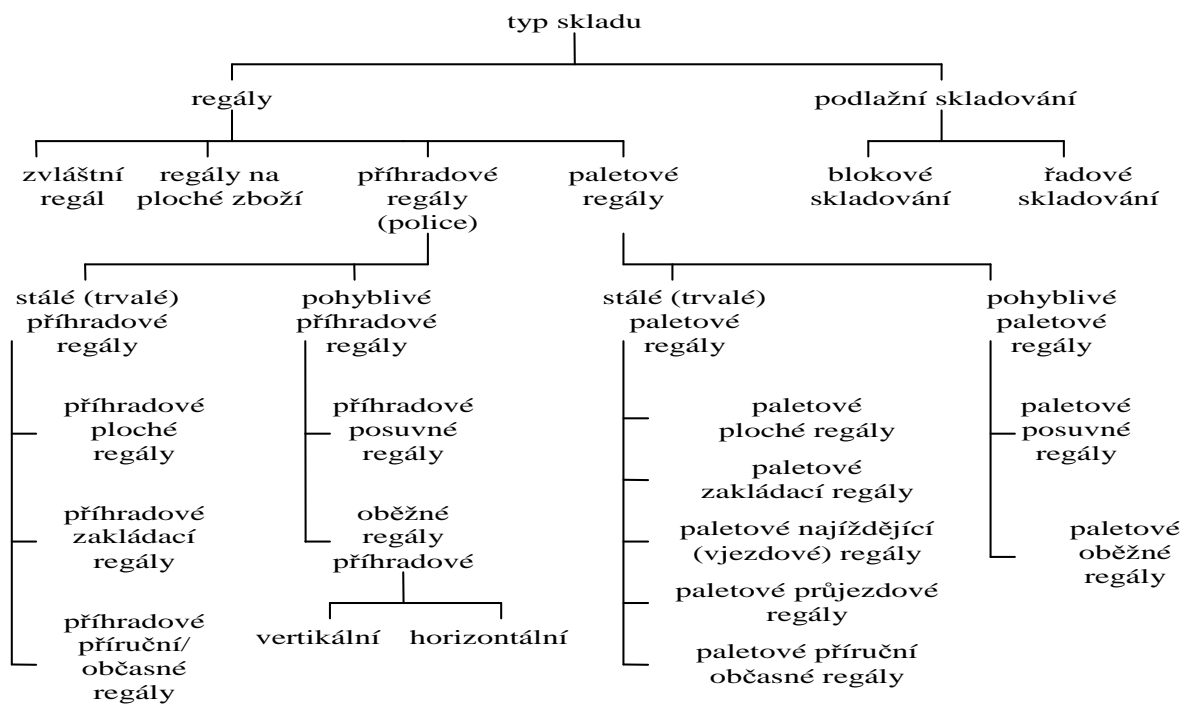 typ skladu
regály
podlažní skladování
zvláštní
regál
regály na
ploché zboží
příhradové
regály
(police)
paletové
regály
blokové
skladování
řadové
skladování
stálé (trvalé)
příhradové
regály
pohyblivé
příhradové
regály
stálé (trvalé)
paletové
regály
pohyblivé
paletové
regály
příhradové
ploché
regály
příhradové
zakládací
regály
příhradové
příruční/
občasné
regály
příhradové
posuvné
regály
oběžné
regály
příhradové
vertikální
horizontální
paletové
ploché regály
paletové
zakládací regály
paletové najíždějící
(vjezdové) regály
paletové průjezdové
regály
paletové příruční
občasné regály
paletové
posuvné
regály
paletové
oběžné
regály